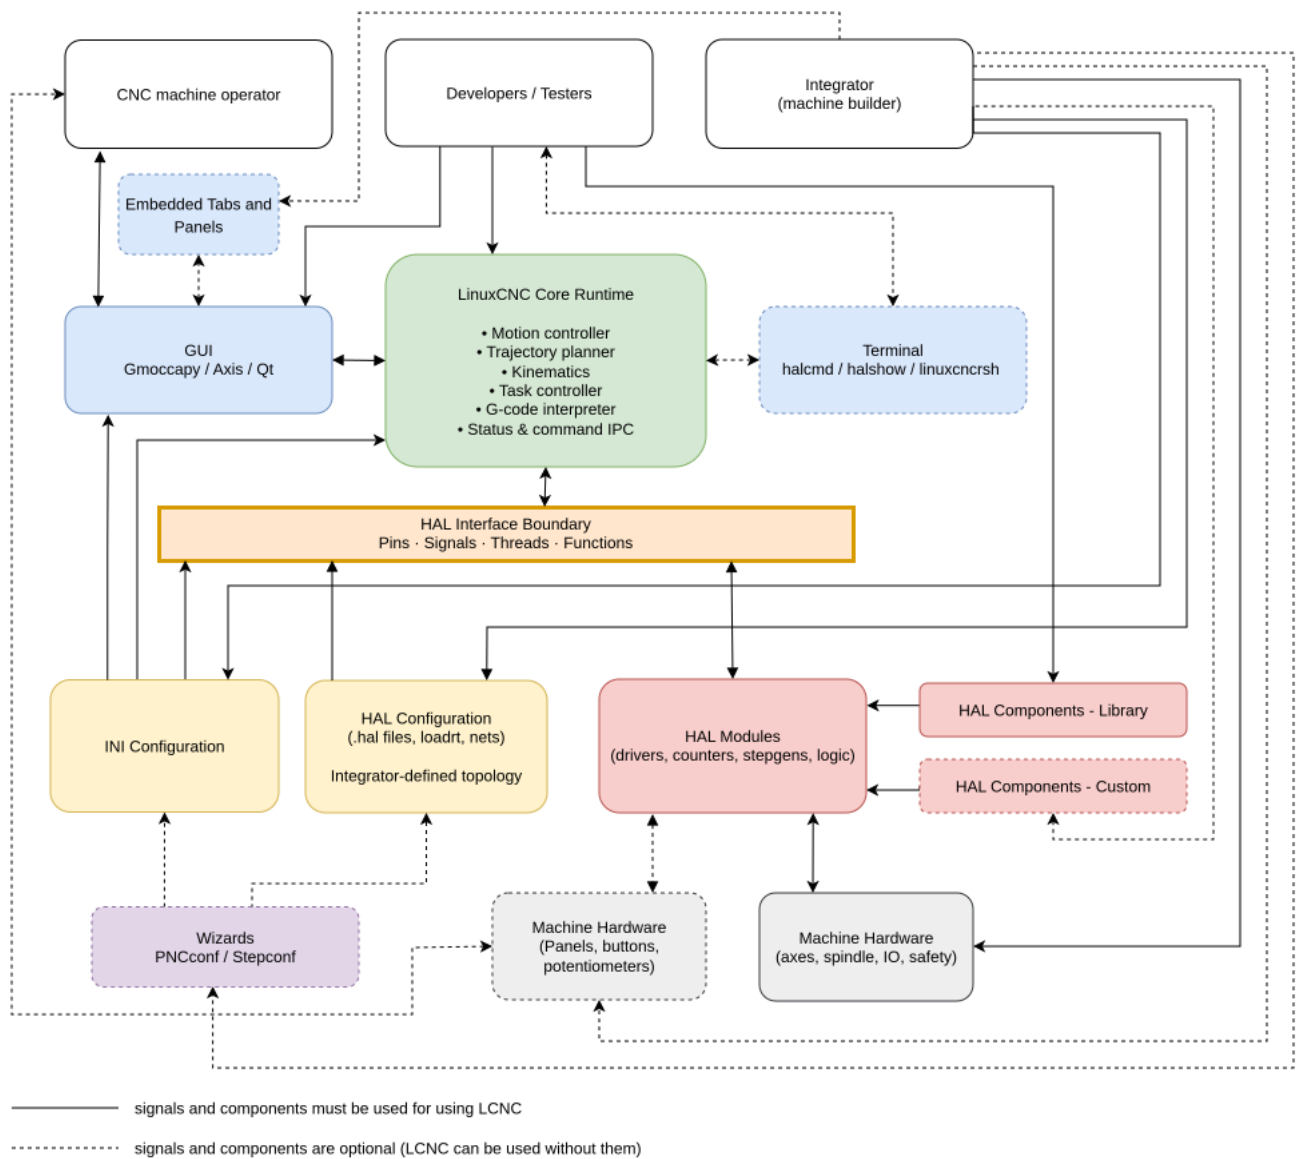 CNC machine operator
Developers / Testers
Integrator
(machine builder)
Embedded Tabs and
Panels
LinuxCNC Core Runtime
• Motion controller
• Trajectory planner
• Kinematics
• Task controller
• G-code interpreter
• Status & command IPC
GUI
Gmoccapy / Axis / Qt
Terminal
halcmd / halshow / linuxcncrsh
HAL Interface Boundary
Pins · Signals · Threads · Functions
INI Configuration
HAL Configuration
(.hal files, loadrt, nets)
Integrator-defined topology
HAL Modules
(drivers, counters, stepgens, logic)
HAL Components - Library
HAL Components - Custom
Wizards
PNCconf / Stepconf
Machine Hardware
(Panels, buttons,
potentiometers)
Machine Hardware
(axes, spindle, IO, safety)
signals and components must be used for using LCNC
signals and components are optional (LCNC can be used without them)